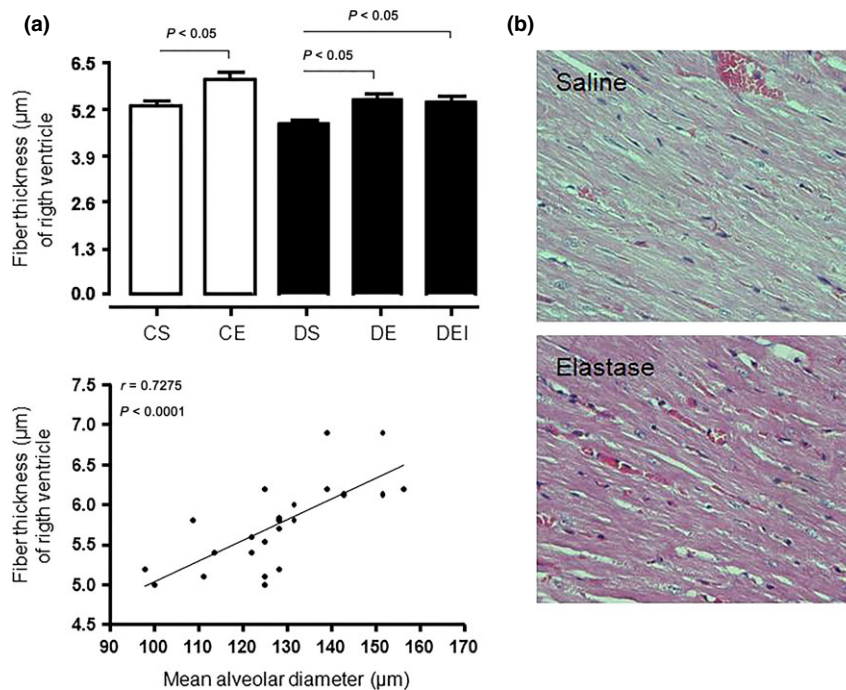 (a)
P < 0.05
P < 0.05
P < 0.05
Fiber thickness (µm)
of rigth ventricle
6.5
5.2
3.9
2.6
1.3
0.0
CS CE DS DE DEI
r = 0.7275
P < 0.0001
Fiber thickness (µm)
of rigth ventricle
7.5
7.0
6.5
6.0
5.5
5.0
4.5
90 100 110 120 130 140 150 160 170
Mean alveolar diameter (µm)
(b)
Saline
Elastase